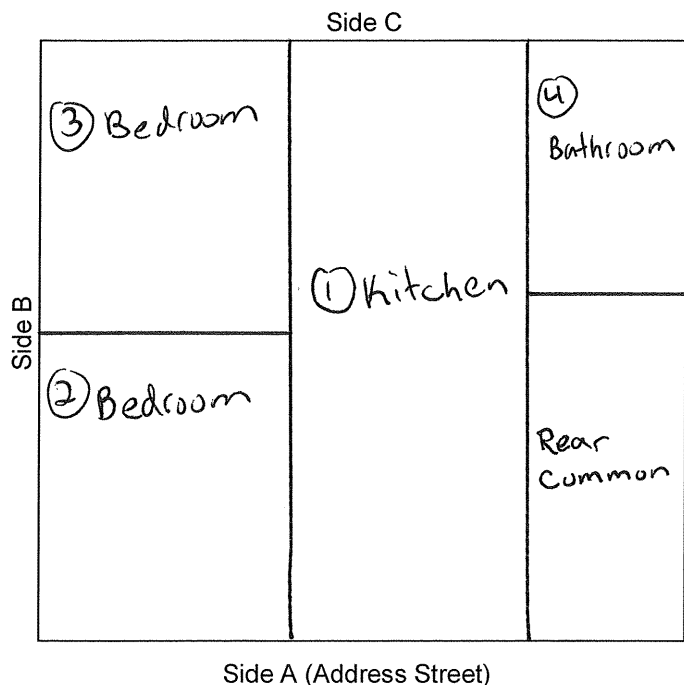 Side C
③ Bedroom
④
Bathroom
① Kitchen
Side B
② Bedroom
Rear
Common
Side A (Address Street)